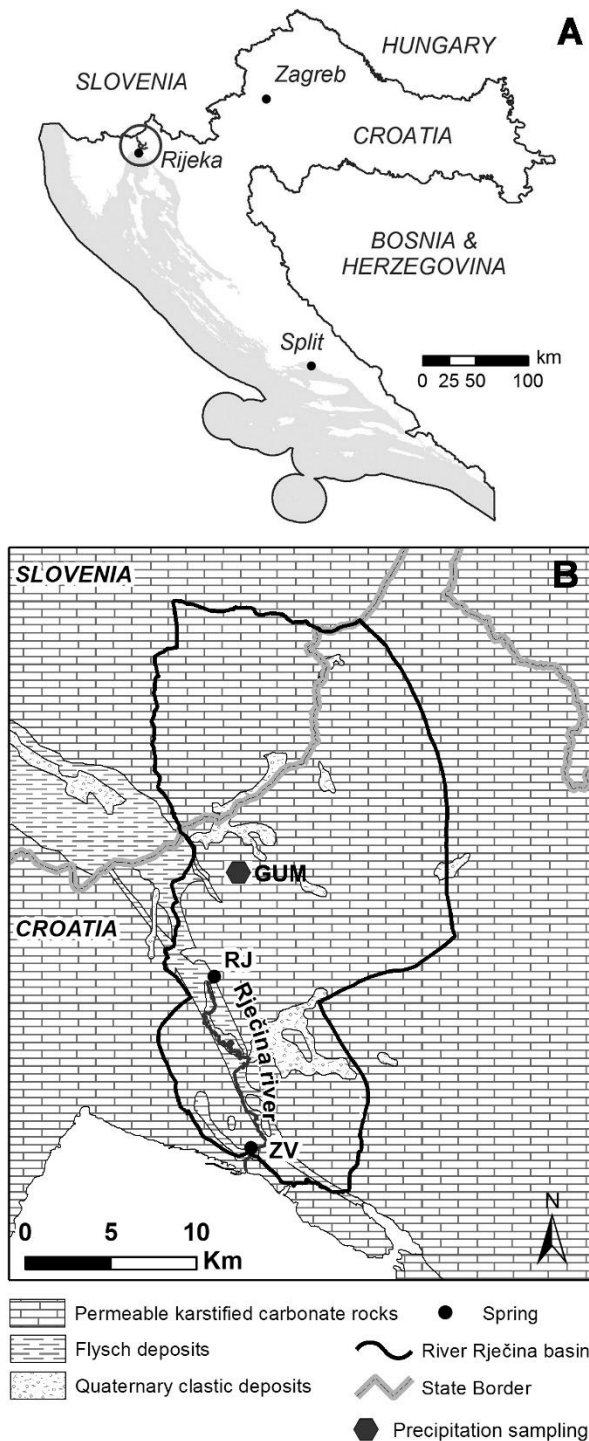 A
HUNGARY
SLOVENIA
Zagreb
CROATIA
Rijeka
BOSNIA &
HERZEGOVINA
Split
km
0 25 50 100
SLOVENIA
B
GUM
CROATIA
RJ
Rječina river
ZV
N
0 5 10
Km
Permeable karstified carbonate rocks
Spring
Flysch deposits
River Rječina basin
Quaternary clastic deposits
State Border
Precipitation sampling